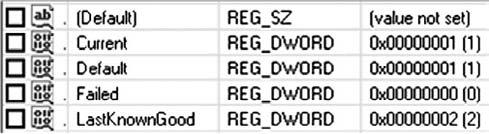 (Default) REG_SZ (value not set)
Current REG_DWORD 0x00000001 (1)
Default REG_DWORD 0x00000001 (1)
Failed REG_DWORD 0x00000000 (0)
LastKnownGood REG_DWORD 0x00000002 (2)